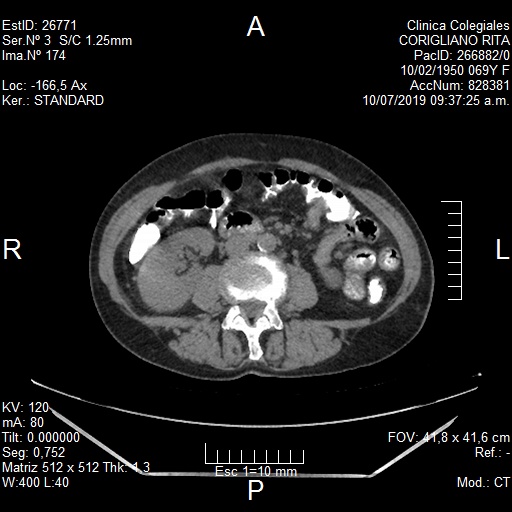 EstID: 26771
Ser.Nº 3 S/C 1.25mm
Ima.Nº 174
Loc: -166,5 Ax
Ker.: STANDARD
A
Clinica Colegiales
CORIGLIANO RITA
PacID: 266882/0
10/02/1950 069Y F
AccNum: 828381
10/07/2019 09:37:25 a.m.
R
L
KV: 120
mA: 80
Tilt: 0.000000
Seg: 0,752
Matriz 512 x 512 Thk: 1.3
W:400 L:40
Esc 1=10 mm
P
FOV: 41,8 x 41,6 cm
Ref.: -
Mod.: CT